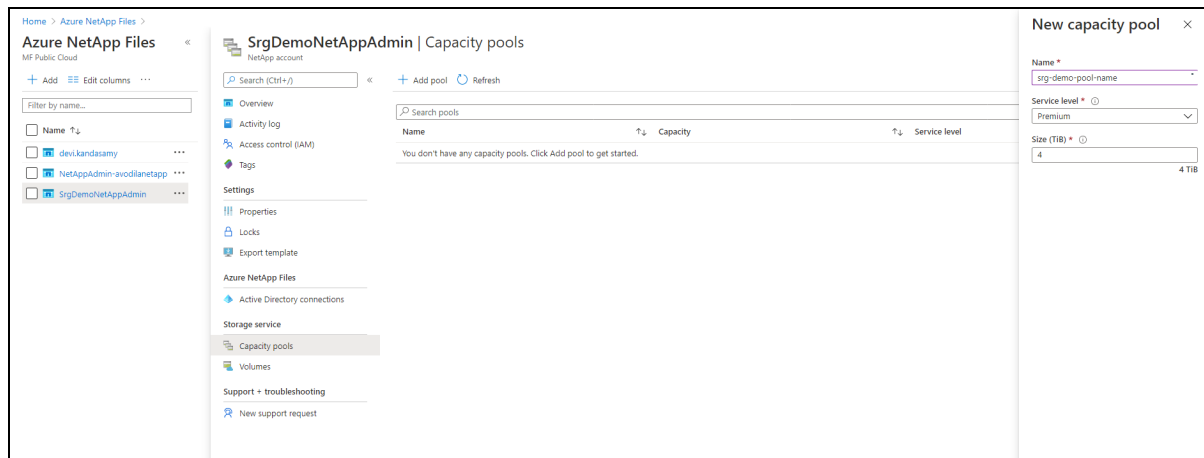 Home > Azure NetApp Files >
Azure NetApp Files «
MF Public Cloud
+ Add Edit columns ...
Filter by name...
Name ↑↓
devi.kandasamy ...
NetAppAdmin-avodilanetapp ...
SrgDemoNetAppAdmin ...
SrgDemoNetAppAdmin | Capacity pools
NetApp account
Search (Ctrl+/) «
Overview
Activity log
Access control (IAM)
Tags
Settings
Properties
Locks
Export template
Azure NetApp Files
Active Directory connections
Storage service
Capacity pools
Volumes
Support + troubleshooting
New support request
+ Add pool Refresh
Search pools
Name ↑↓ Capacity ↑↓ Service level
You don't have any capacity pools. Click Add pool to get started.
New capacity pool ×
Name *
srg-demo-pool-name
Service level *
Premium
Size (TiB) *
4
4 TiB